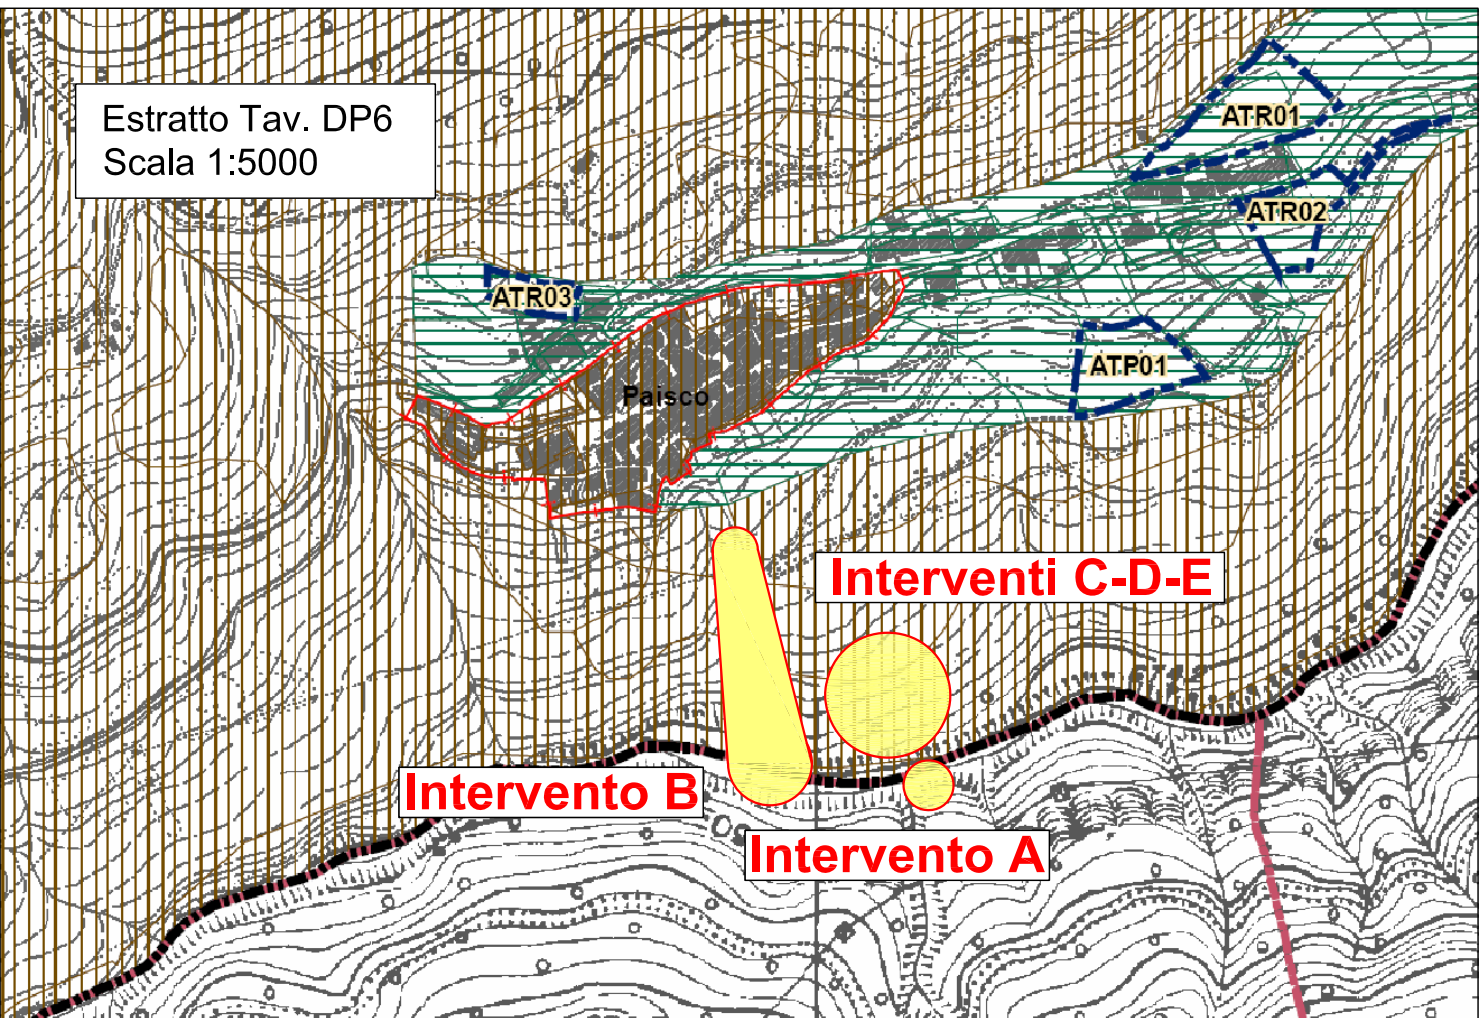 Estratto Tav. DP6
Scala 1:5000
ATR01
ATR02
ATR03
ATP01
Paisco
Interventi C-D-E
Intervento B
Intervento A